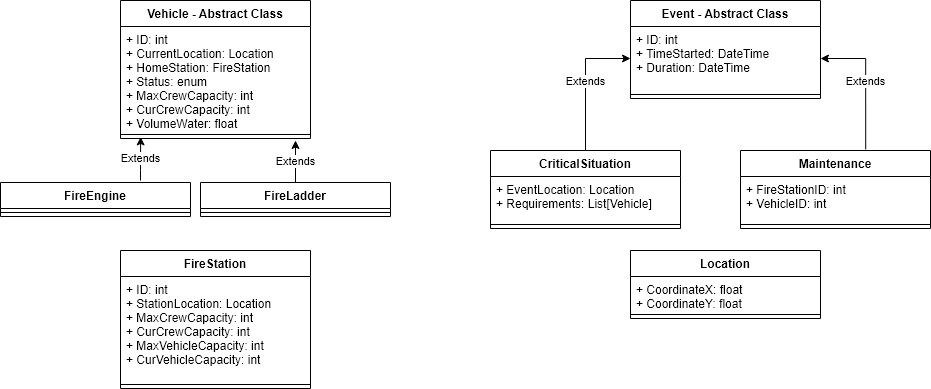 Vehicle - Abstract Class
+ ID: int
+ CurrentLocation: Location
+ HomeStation: FireStation
+ Status: enum
+ MaxCrewCapacity: int
+ CurCrewCapacity: int
+ VolumeWater: float
Event - Abstract Class
+ ID: int
+ TimeStarted: DateTime
+ Duration: DateTime
Extends
Extends
Extends
Extends
FireEngine
FireLadder
CriticalSituation
+ EventLocation: Location
+ Requirements: List[Vehicle]
Maintenance
+ FireStationID: int
+ VehicleID: int
FireStation
+ ID: int
+ StationLocation: Location
+ MaxCrewCapacity: int
+ CurCrewCapacity: int
+ MaxVehicleCapacity: int
+ CurVehicleCapacity: int
Location
+ CoordinateX: float
+ CoordinateY: float